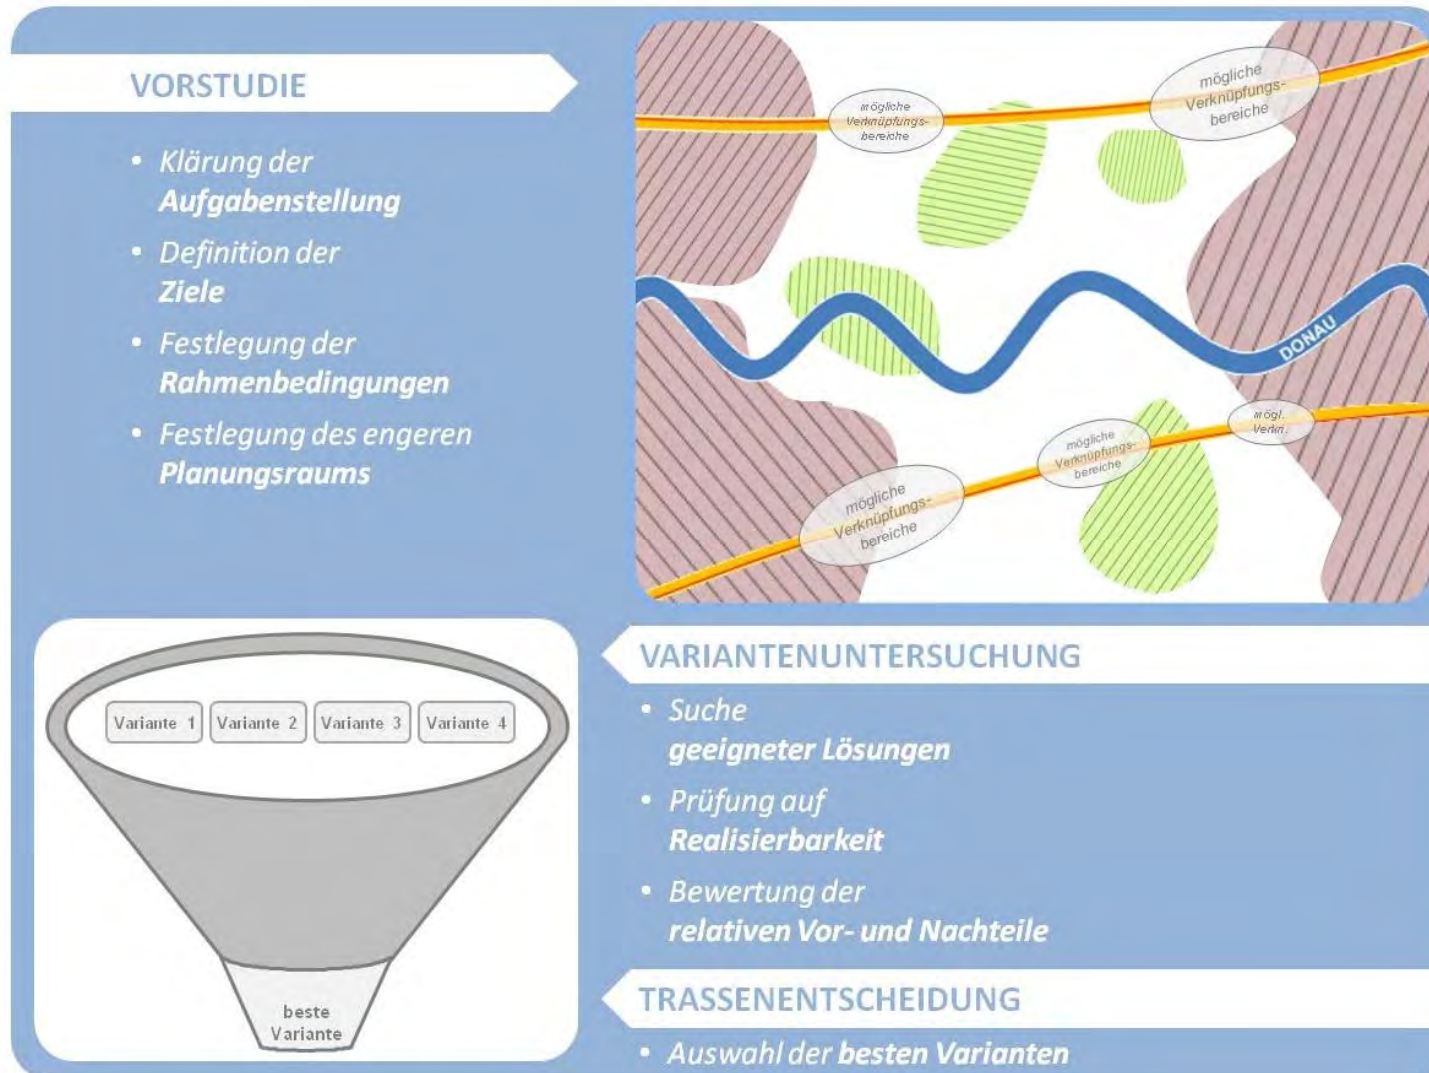 VORSTUDIE
• Klärung der
Aufgabenstellung
• Definition der
Ziele
• Festlegung der
Rahmenbedingungen
• Festlegung des engeren
Planungsraums
mögliche
Verknüpfungs-
bereiche
mögliche
Verknüpfungs-
bereiche
DONAU
mögl.
Verkn.
mögliche
Verknüpfungs-
bereiche
mögliche
Verknüpfungs-
bereiche
Variante 1
Variante 2
Variante 3
Variante 4
beste
Variante
VARIANTENUNTERSUCHUNG
• Suche
geeigneter Lösungen
• Prüfung auf
Realisierbarkeit
• Bewertung der
relativen Vor- und Nachteile
TRASSENENTSCHEIDUNG
• Auswahl der besten Varianten